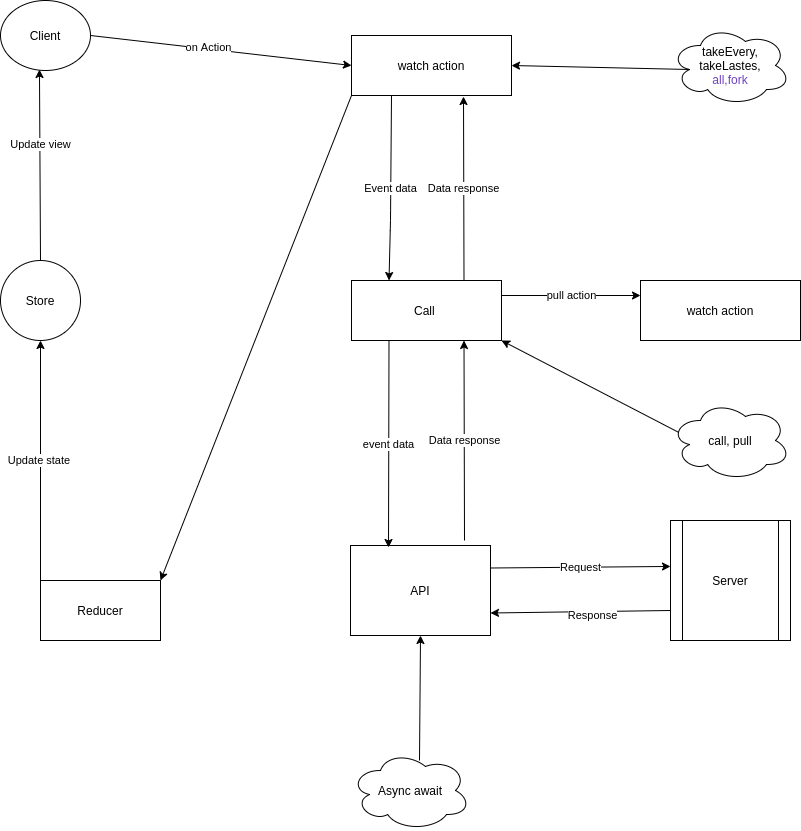 Client
on Action
watch action
takeEvery,
takeLastes,
all,fork
Update view
Event data
Data response
Store
Call
pull action
watch action
Update state
event data
Data response
call, pull
Reducer
API
Request
Response
Server
Async await